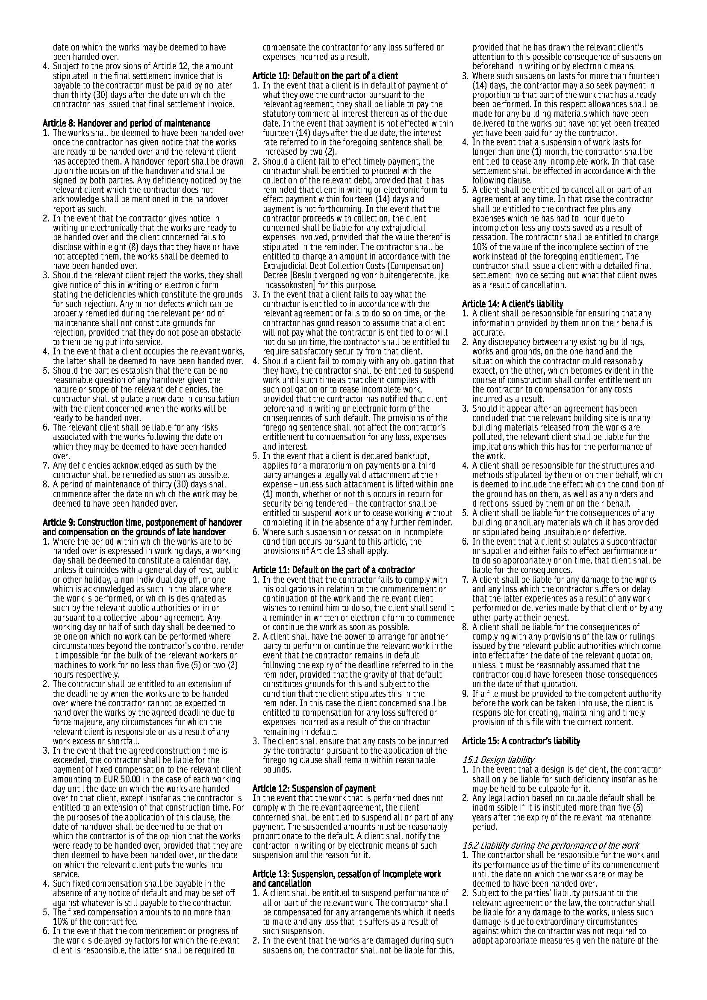 date on which the works may be deemed to have
been handed over.
4. Subject to the provisions of Article 12, the amount
stipulated in the final settlement invoice that is
payable to the contractor must be paid by no later
than thirty (30) days after the date on which the
contractor has issued that final settlement invoice.
Article 8: Handover and period of maintenance
1. The works shall be deemed to have been handed over
once the contractor has given notice that the works
are ready to be handed over and the relevant client
has accepted them. A handover report shall be drawn
up on the occasion of the handover and shall be
signed by both parties. Any deficiency noticed by the
relevant client which the contractor does not
acknowledge shall be mentioned in the handover
report as such.
2. In the event that the contractor gives notice in
writing or electronically that the works are ready to
be handed over and the client concerned fails to
disclose within eight (8) days that they have or have
not accepted them, the works shall be deemed to
have been handed over.
3. Should the relevant client reject the works, they shall
give notice of this in writing or electronic form
stating the deficiencies which constitute the grounds
for such rejection. Any minor defects which can be
properly remedied during the relevant period of
maintenance shall not constitute grounds for
rejection, provided that they do not pose an obstacle
to them being put into service.
4. In the event that a client occupies the relevant works,
the latter shall be deemed to have been handed over.
5. Should the parties establish that there can be no
reasonable question of any handover given the
nature or scope of the relevant deficiencies, the
contractor shall stipulate a new date in consultation
with the client concerned when the works will be
ready to be handed over.
6. The relevant client shall be liable for any risks
associated with the works following the date on
which they may be deemed to have been handed
over.
7. Any deficiencies acknowledged as such by the
contractor shall be remedied as soon as possible.
8. A period of maintenance of thirty (30) days shall
commence after the date on which the work may be
deemed to have been handed over.
Article 9: Construction time, postponement of handover
and compensation on the grounds of late handover
1. Where the period within which the works are to be
handed over is expressed in working days, a working
day shall be deemed to constitute a calendar day,
unless it coincides with a general day of rest, public
or other holiday, a non-individual day off, or one
which is acknowledged as such in the place where
the work is performed, or which is designated as
such by the relevant public authorities or in or
pursuant to a collective labour agreement. Any
working day or half of such day shall be deemed to
be one on which no work can be performed where
circumstances beyond the contractor's control render
it impossible for the bulk of the relevant workers or
machines to work for no less than five (5) or two (2)
hours respectively.
2. The contractor shall be entitled to an extension of
the deadline by when the works are to be handed
over where the contractor cannot be expected to
hand over the works by the agreed deadline due to
force majeure, any circumstances for which the
relevant client is responsible or as a result of any
work excess or shortfall.
3. In the event that the agreed construction time is
exceeded, the contractor shall be liable for the
payment of fixed compensation to the relevant client
amounting to EUR 50.00 in the case of each working
day until the date on which the works are handed
over to that client, except insofar as the contractor is
entitled to an extension of that construction time. For
the purposes of the application of this clause, the
date of handover shall be deemed to be that on
which the contractor is of the opinion that the works
were ready to be handed over, provided that they are
then deemed to have been handed over, or the date
on which the relevant client puts the works into
service.
4. Such fixed compensation shall be payable in the
absence of any notice of default and may be set off
against whatever is still payable to the contractor.
5. The fixed compensation amounts to no more than
10% of the contract fee.
6. In the event that the commencement or progress of
the work is delayed by factors for which the relevant
client is responsible, the latter shall be required to
compensate the contractor for any loss suffered or
expenses incurred as a result.
Article 10: Default on the part of a client
1. In the event that a client is in default of payment of
what they owe the contractor pursuant to the
relevant agreement, they shall be liable to pay the
statutory commercial interest thereon as of the due
date. In the event that payment is not effected within
fourteen (14) days after the due date, the interest
rate referred to in the foregoing sentence shall be
increased by two (2).
2. Should a client fail to effect timely payment, the
contractor shall be entitled to proceed with the
collection of the relevant debt, provided that it has
reminded that client in writing or electronic form to
effect payment within fourteen (14) days and
payment is not forthcoming. In the event that the
contractor proceeds with collection, the client
concerned shall be liable for any extrajudicial
expenses involved, provided that the value thereof is
stipulated in the reminder. The contractor shall be
entitled to charge an amount in accordance with the
Extrajudicial Debt Collection Costs (Compensation)
Decree [Besluit vergoeding voor buitengerechtelijke
incassokosten] for this purpose.
3. In the event that a client fails to pay what the
contractor is entitled to in accordance with the
relevant agreement or fails to do so on time, or the
contractor has good reason to assume that a client
will not pay what the contractor is entitled to or will
not do so on time, the contractor shall be entitled to
require satisfactory security from that client.
4. Should a client fail to comply with any obligation that
they have, the contractor shall be entitled to suspend
work until such time as that client complies with
such obligation or to cease incomplete work,
provided that the contractor has notified that client
beforehand in writing or electronic form of the
consequences of such default. The provisions of the
foregoing sentence shall not affect the contractor's
entitlement to compensation for any loss, expenses
and interest.
5. In the event that a client is declared bankrupt,
applies for a moratorium on payments or a third
party arranges a legally valid attachment at their
expense – unless such attachment is lifted within one
(1) month, whether or not this occurs in return for
security being tendered – the contractor shall be
entitled to suspend work or to cease working without
completing it in the absence of any further reminder.
6. Where such suspension or cessation in incomplete
condition occurs pursuant to this article, the
provisions of Article 13 shall apply.
Article 11: Default on the part of a contractor
1. In the event that the contractor fails to comply with
his obligations in relation to the commencement or
continuation of the work and the relevant client
wishes to remind him to do so, the client shall send it
a reminder in written or electronic form to commence
or continue the work as soon as possible.
2. A client shall have the power to arrange for another
party to perform or continue the relevant work in the
event that the contractor remains in default
following the expiry of the deadline referred to in the
reminder, provided that the gravity of that default
constitutes grounds for this and subject to the
condition that the client stipulates this in the
reminder. In this case the client concerned shall be
entitled to compensation for any loss suffered or
expenses incurred as a result of the contractor
remaining in default.
3. The client shall ensure that any costs to be incurred
by the contractor pursuant to the application of the
foregoing clause shall remain within reasonable
bounds.
Article 12: Suspension of payment
In the event that the work that is performed does not
comply with the relevant agreement, the client
concerned shall be entitled to suspend all or part of any
payment. The suspended amounts must be reasonably
proportionate to the default. A client shall notify the
contractor in writing or by electronic means of such
suspension and the reason for it.
Article 13: Suspension, cessation of incomplete work
and cancellation
1. A client shall be entitled to suspend performance of
all or part of the relevant work. The contractor shall
be compensated for any arrangements which it needs
to make and any loss that it suffers as a result of
such suspension.
2. In the event that the works are damaged during such
suspension, the contractor shall not be liable for this,
provided that he has drawn the relevant client's
attention to this possible consequence of suspension
beforehand in writing or by electronic means.
3. Where such suspension lasts for more than fourteen
(14) days, the contractor may also seek payment in
proportion to that part of the work that has already
been performed. In this respect allowances shall be
made for any building materials which have been
delivered to the works but have not yet been treated
yet have been paid for by the contractor.
4. In the event that a suspension of work lasts for
longer than one (1) month, the contractor shall be
entitled to cease any incomplete work. In that case
settlement shall be effected in accordance with the
following clause.
5. A client shall be entitled to cancel all or part of an
agreement at any time. In that case the contractor
shall be entitled to the contract fee plus any
expenses which he has had to incur due to
incompletion less any costs saved as a result of
cessation. The contractor shall be entitled to charge
10% of the value of the incomplete section of the
work instead of the foregoing entitlement. The
contractor shall issue a client with a detailed final
settlement invoice setting out what that client owes
as a result of cancellation.
Article 14: A client's liability
1. A client shall be responsible for ensuring that any
information provided by them or on their behalf is
accurate.
2. Any discrepancy between any existing buildings,
works and grounds, on the one hand and the
situation which the contractor could reasonably
expect, on the other, which becomes evident in the
course of construction shall confer entitlement on
the contractor to compensation for any costs
incurred as a result.
3. Should it appear after an agreement has been
concluded that the relevant building site is or any
building materials released from the works are
polluted, the relevant client shall be liable for the
implications which this has for the performance of
the work.
4. A client shall be responsible for the structures and
methods stipulated by them or on their behalf, which
is deemed to include the effect which the condition of
the ground has on them, as well as any orders and
directions issued by them or on their behalf.
5. A client shall be liable for the consequences of any
building or ancillary materials which it has provided
or stipulated being unsuitable or defective.
6. In the event that a client stipulates a subcontractor
or supplier and either fails to effect performance or
to do so appropriately or on time, that client shall be
liable for the consequences.
7. A client shall be liable for any damage to the works
and any loss which the contractor suffers or delay
that the latter experiences as a result of any work
performed or deliveries made by that client or by any
other party at their behest.
8. A client shall be liable for the consequences of
complying with any provisions of the law or rulings
issued by the relevant public authorities which come
into effect after the date of the relevant quotation,
unless it must be reasonably assumed that the
contractor could have foreseen those consequences
on the date of that quotation.
9. If a file must be provided to the competent authority
before the work can be taken into use, the client is
responsible for creating, maintaining and timely
provision of this file with the correct content.
Article 15: A contractor's liability
15.1 Design liability
1. In the event that a design is deficient, the contractor
shall only be liable for such deficiency insofar as he
may be held to be culpable for it.
2. Any legal action based on culpable default shall be
inadmissible if it is instituted more than five (5)
years after the expiry of the relevant maintenance
period.
15.2 Liability during the performance of the work
1. The contractor shall be responsible for the work and
its performance as of the time of its commencement
until the date on which the works are or may be
deemed to have been handed over.
2. Subject to the parties' liability pursuant to the
relevant agreement or the law, the contractor shall
be liable for any damage to the works, unless such
damage is due to extraordinary circumstances
against which the contractor was not required to
adopt appropriate measures given the nature of the